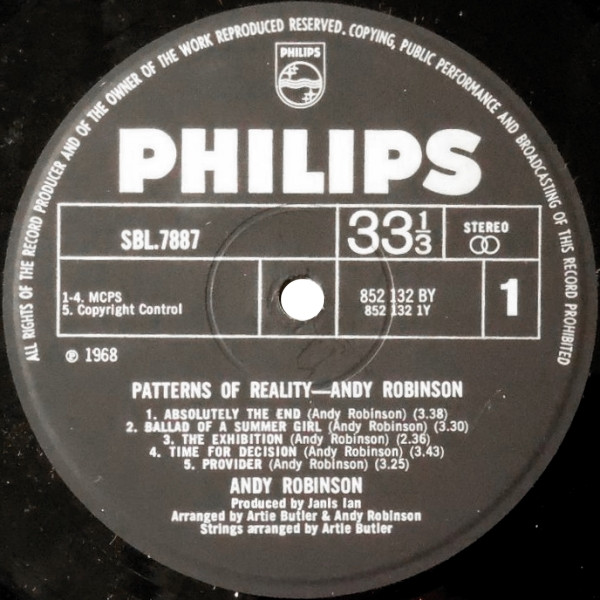 ALL RIGHTS OF THE RECORD PRODUCER AND OF THE OWNER OF THE WORK REPRODUCED RESERVED. COPYING, PUBLIC PERFORMANCE AND BROADCASTING OF THIS RECORD PROHIBITED
PHILIPS
PHILIPS
SBL.7887
33⅓
STEREO
1-4. MCPS
5. Copyright Control
852 132 BY
852 132 1Y
1
℗ 1968
PATTERNS OF REALITY—ANDY ROBINSON
1. ABSOLUTELY THE END (Andy Robinson) (3.38)
2. BALLAD OF A SUMMER GIRL (Andy Robinson) (3.30)
3. THE EXHIBITION (Andy Robinson) (2.36)
4. TIME FOR DECISION (Andy Robinson) (3.43)
5. PROVIDER (Andy Robinson) (3.25)
ANDY ROBINSON
Produced by Janis Ian
Arranged by Artie Butler & Andy Robinson
Strings arranged by Artie Butler